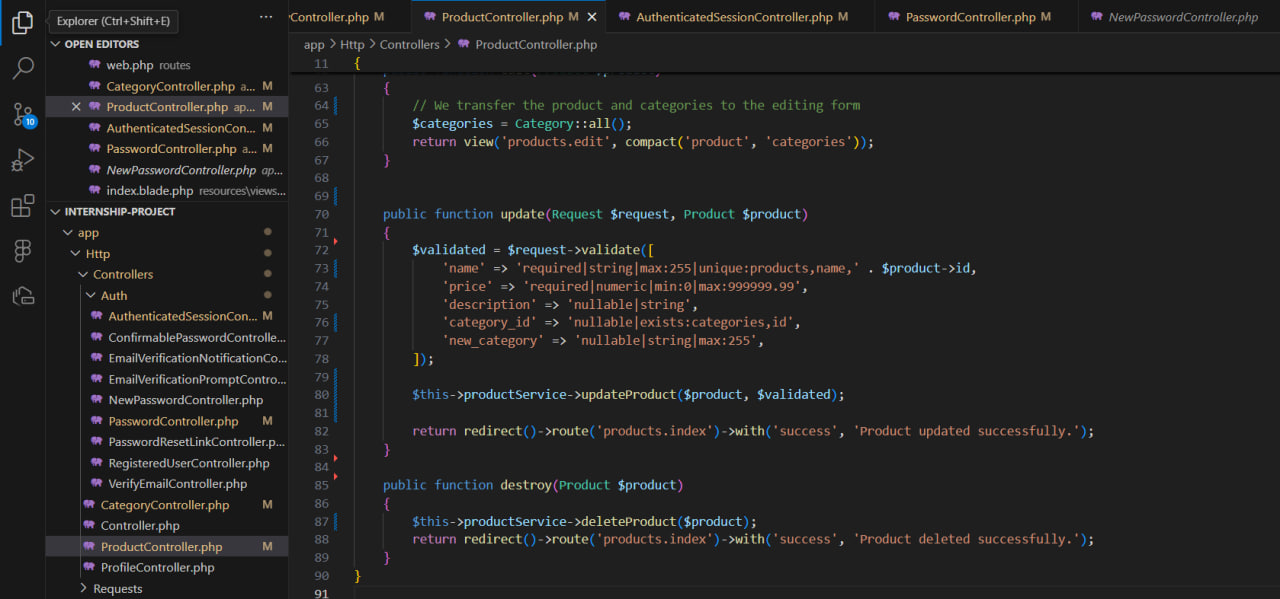 Explorer (Ctrl+Shift+E)
OPEN EDITORS
web.php routes
CategoryController.php a... M
ProductController.php ap... M
AuthenticatedSessionCon... M
PasswordController.php a... M
NewPasswordController.php ap...
index.blade.php resources\views...
INTERNSHIP-PROJECT
app
Http
Controllers
Auth
AuthenticatedSessionCon... M
ConfirmablePasswordControlle...
EmailVerificationNotificationCo...
EmailVerificationPromptContro...
NewPasswordController.php
PasswordController.php M
PasswordResetLinkController.p...
RegisteredUserController.php
VerifyEmailController.php
CategoryController.php M
Controller.php
ProductController.php M
ProfileController.php
Requests
10
Controller.php M
ProductController.php M
AuthenticatedSessionController.php M
PasswordController.php M
NewPasswordController.php
app > Http > Controllers > ProductController.php
11 {
63 {
64 // We transfer the product and categories to the editing form
65 $categories = Category::all();
66 return view('products.edit', compact('product', 'categories'));
67 }
68
69
70 public function update(Request $request, Product $product)
71 {
72 $validated = $request->validate([
73 'name' => 'required|string|max:255|unique:products,name,' . $product->id,
74 'price' => 'required|numeric|min:0|max:999999.99',
75 'description' => 'nullable|string',
76 'category_id' => 'nullable|exists:categories,id',
77 'new_category' => 'nullable|string|max:255',
78 ]);
79
80 $this->productService->updateProduct($product, $validated);
81
82 return redirect()->route('products.index')->with('success', 'Product updated successfully.');
83 }
84
85 public function destroy(Product $product)
86 {
87 $this->productService->deleteProduct($product);
88 return redirect()->route('products.index')->with('success', 'Product deleted successfully.');
89 }
90 }
91